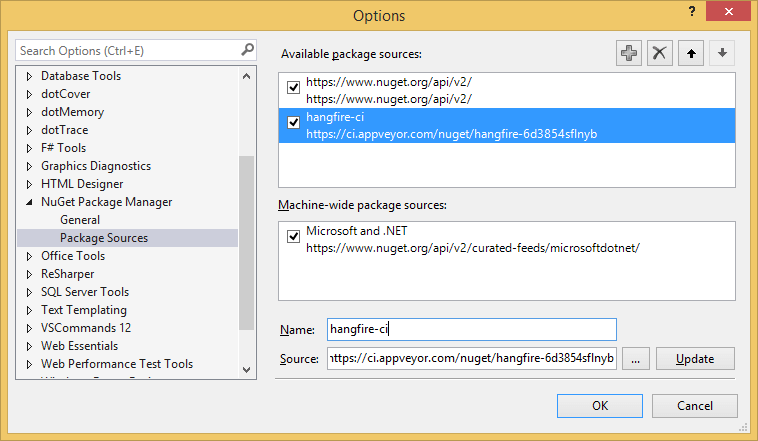 Options
?
Search Options (Ctrl+E)
Database Tools
dotCover
dotMemory
dotTrace
F# Tools
Graphics Diagnostics
HTML Designer
NuGet Package Manager
General
Package Sources
Office Tools
ReSharper
SQL Server Tools
Text Templating
VSCommands 12
Web Essentials
Web Performance Test Tools
Available package sources:
https://www.nuget.org/api/v2/
https://www.nuget.org/api/v2/
hangfire-ci
https://ci.appveyor.com/nuget/hangfire-6d3854sflnyb
Machine-wide package sources:
Microsoft and .NET
https://www.nuget.org/api/v2/curated-feeds/microsoftdotnet/
Name: hangfire-ci
Source: https://ci.appveyor.com/nuget/hangfire-6d3854sflnyb ... Update
OK Cancel